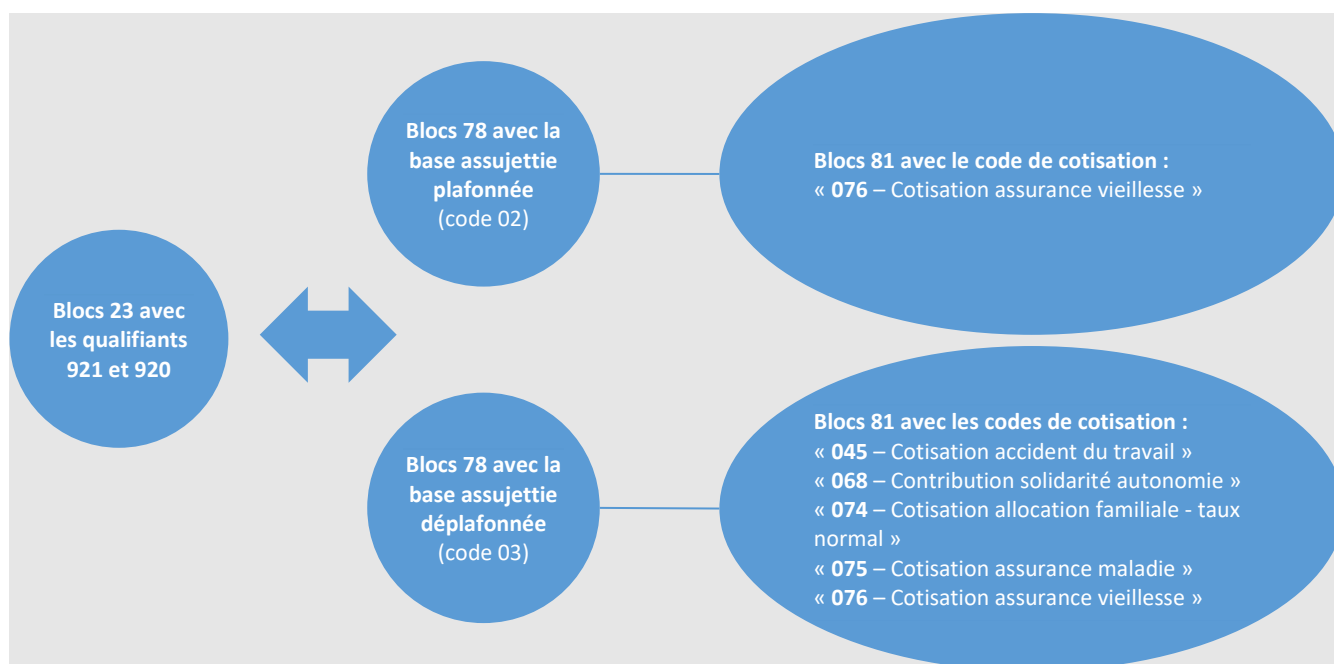 Blocs 23 avec
les qualifiants
921 et 920
Blocs 78 avec la
base assujettie
plafonnée
(code 02)
Blocs 81 avec le code de cotisation :
« 076 – Cotisation assurance vieillesse »
Blocs 78 avec la
base assujettie
déplafonnée
(code 03)
Blocs 81 avec les codes de cotisation :
« 045 – Cotisation accident du travail »
« 068 – Contribution solidarité autonomie »
« 074 – Cotisation allocation familiale - taux
normal »
« 075 – Cotisation assurance maladie »
« 076 – Cotisation assurance vieillesse »